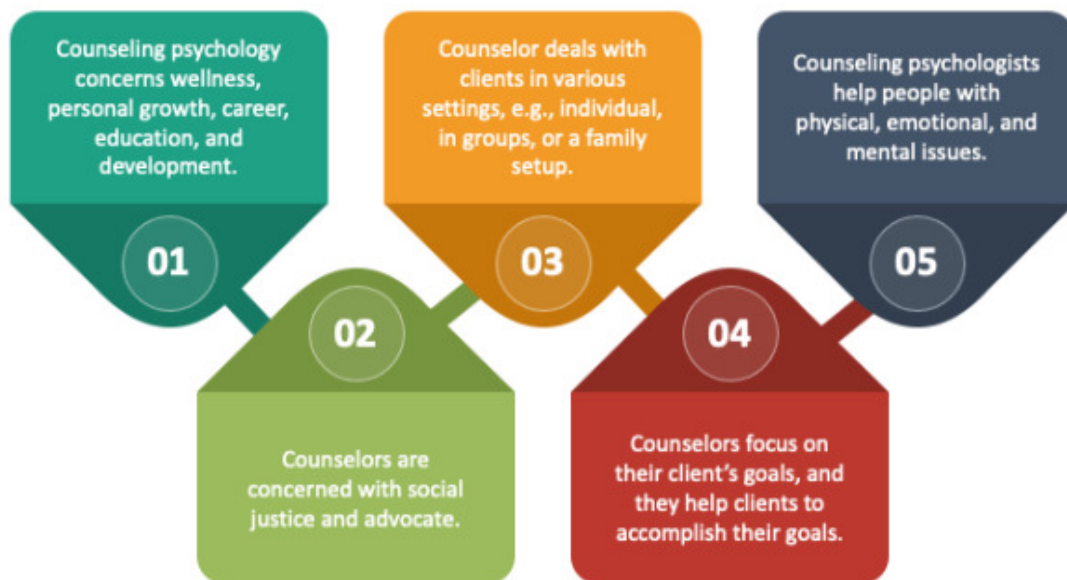 Counseling psychology
concerns wellness,
personal growth, career,
education, and
development.
01
02
Counselors are
concerned with social
justice and advocate.
Counselor deals with
clients in various
settings, e.g., individual,
in groups, or a family
setup.
03
04
Counselors focus on
their client’s goals, and
they help clients to
accomplish their goals.
Counseling psychologists
help people with
physical, emotional, and
mental issues.
05